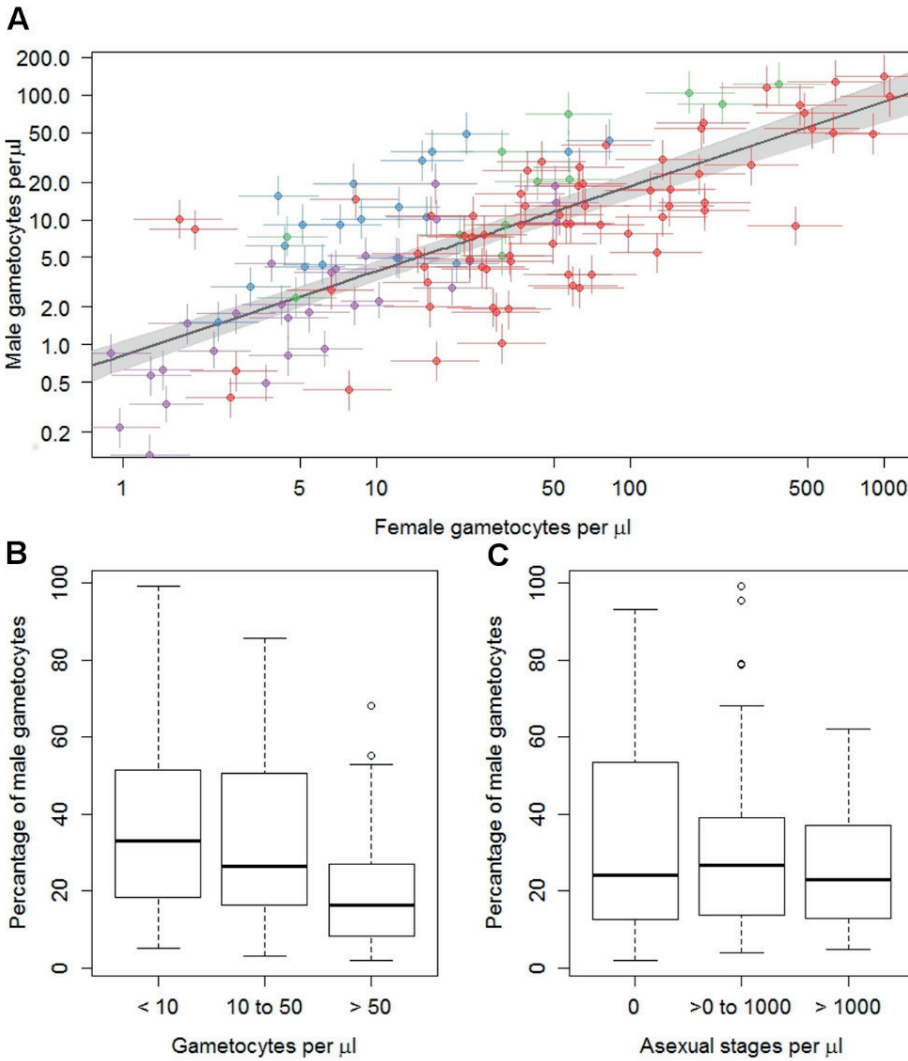 A
Male gametocytes per μl
200.0
100.0
50.0
20.0
10.0
5.0
2.0
1.0
0.5
0.2
1 5 10 50 100 500 1000
Female gametocytes per μl
B
Percantage of male gametocytes
100
80
60
40
20
0
< 10 10 to 50 > 50
Gametocytes per μl
C
Percantage of male gametocytes
100
80
60
40
20
0
0 >0 to 1000 > 1000
Asexual stages per μl